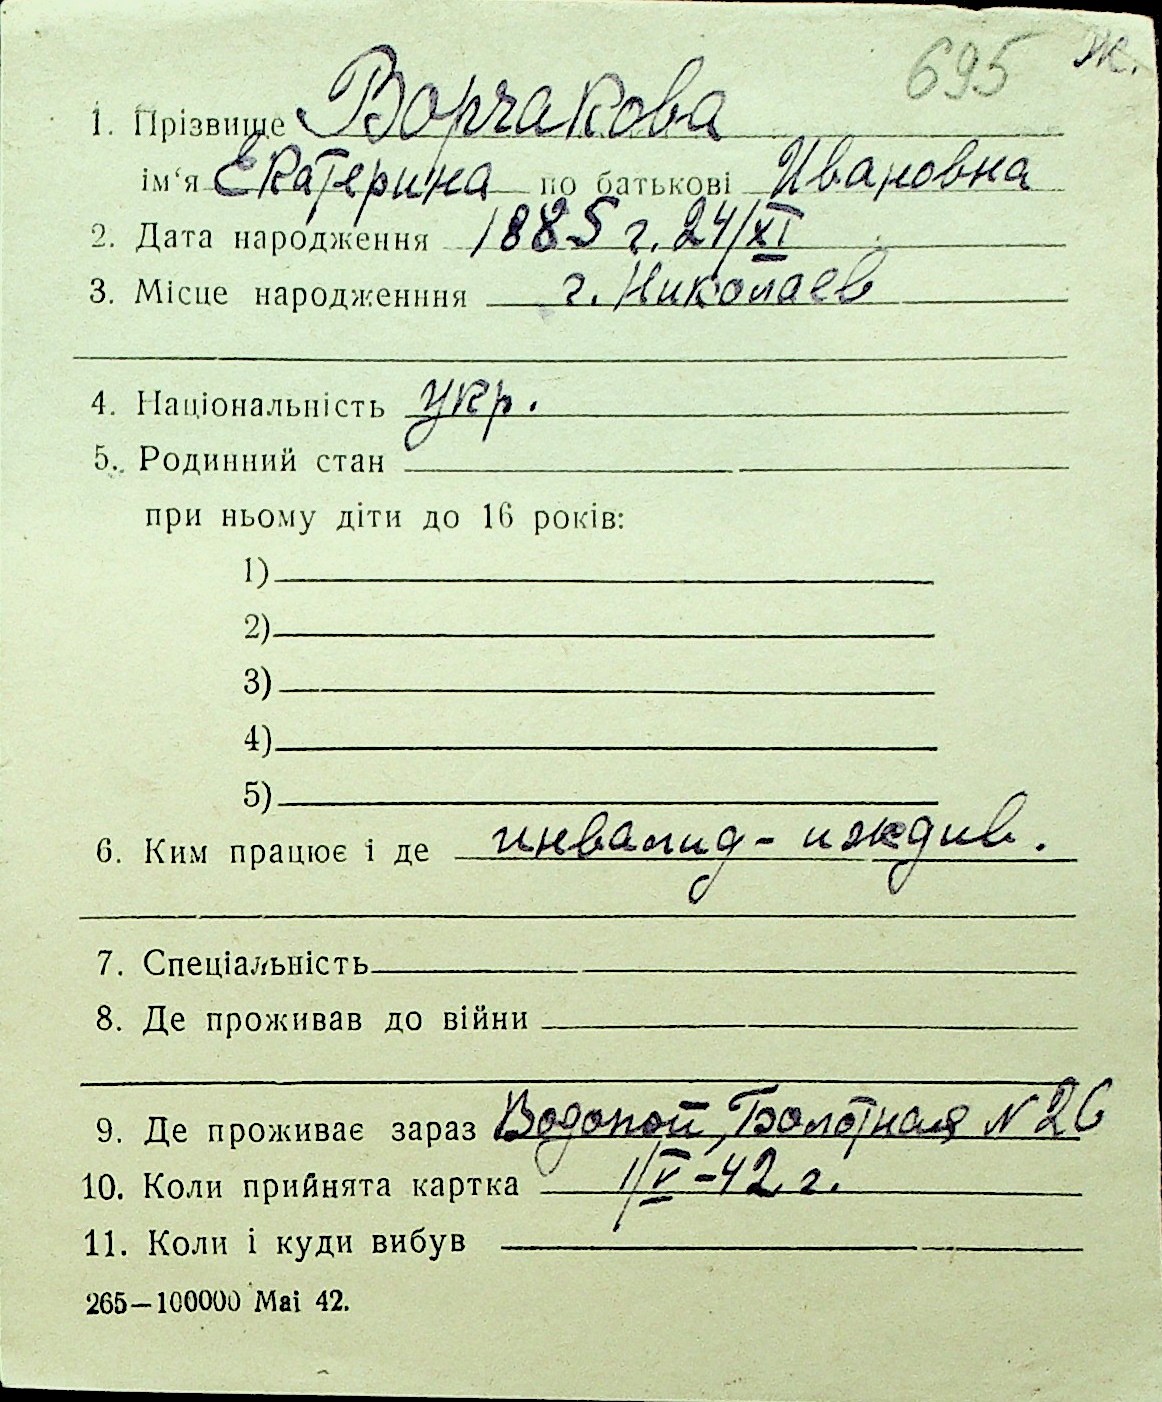 695 Ж.
1. Прізвище Ворчакова
ім‘я Екатерина по батькові Ивановна
2. Дата народження 1885 г. 24/XI
3. Місце народженння г. Николаев
4. Національність укр.
5. Родинний стан
при ньому діти до 16 років:
1)
2)
3)
4)
5)
6. Ким працює і де инвалид - иждив.
7. Спеціальність
8. Де проживав до війни
9. Де проживає зараз Водопой, Болотная N 26
10. Коли прийнята картка 1/V - 42 г.
11. Коли і куди вибув
265—100000 Mai 42.